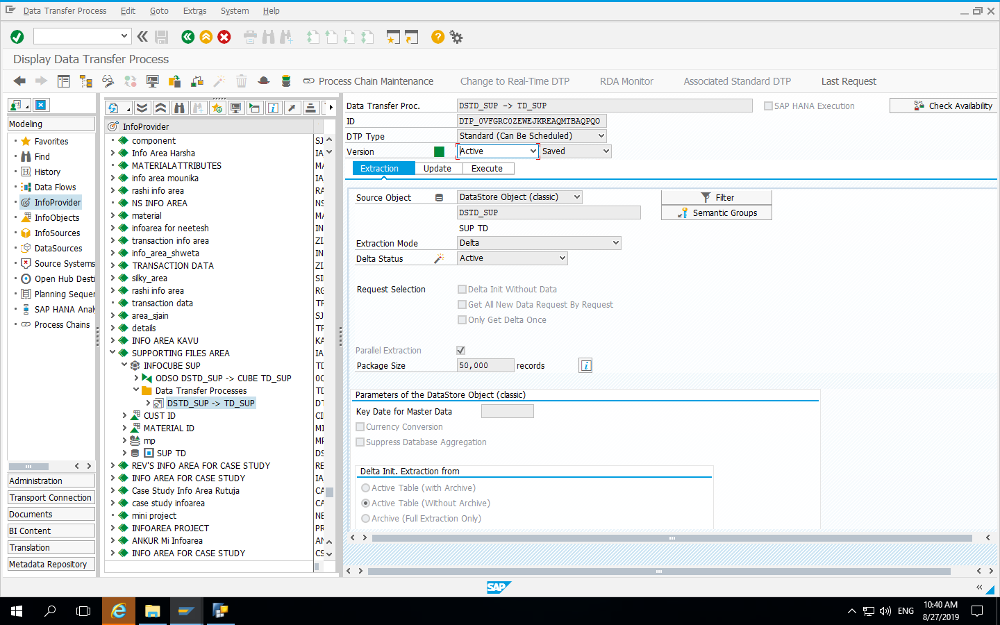 Data Transfer Process Edit Goto Extras System Help
Display Data Transfer Process
Process Chain Maintenance Change to Real-Time DTP RDA Monitor Associated Standard DTP Last Request
Modeling
Favorites
Find
History
Data Flows
InfoProvider
InfoObjects
InfoSources
DataSources
Source Systems
Open Hub Desti
Planning Sequer
SAP HANA Analy
Process Chains
Administration
Transport Connection
Documents
BI Content
Translation
Metadata Repository
InfoProvider
component SJ
Info Area Harsha IA
MATERIALATTRIBUTES MA
info area mounika IA
rashi info area RA
NS INFO AREA NS
material MA
infoarea for neetesh IN
transaction info area ZI
info_area_shweta IN
TRANSACTION DATA ZI
silky_area SI
rashi info area RG
transaction data TR
area_sjain SJ
details TR
INFO AREA KAVU KA
SUPPORTING FILES AREA IA
INFOCUBE SUP TD
ODSO DSTD_SUP -> CUBE TD_SUP 0C
Data Transfer Processes TD
DSTD_SUP -> TD_SUP DT
CUST ID CI
MATERIAL ID MI
mp MP
SUP TD DS
REV'S INFO AREA FOR CASE STUDY RE
INFO AREA FOR CASE STUDY IA
Case Study Info Area Rutuja CA
case study infoarea CA
mini project NE
INFOAREA PROJECT PR
ANKUR Mi Infoarea AN
INFO AREA FOR CASE STUDY CS
Data Transfer Proc. DSTD_SUP -> TD_SUP SAP HANA Execution Check Availability
ID DTP_0VFGRC0ZEWEJKREAQMTBAQPQO
DTP Type Standard (Can Be Scheduled)
Version Active Saved
Extraction Update Execute
Source Object DataStore Object (classic) Filter
DSTD_SUP Semantic Groups
SUP TD
Extraction Mode Delta
Delta Status Active
Request Selection Delta Init Without Data
Get All New Data Request By Request
Only Get Delta Once
Parallel Extraction
Package Size 50,000 records
Parameters of the DataStore Object (classic)
Key Date for Master Data
Currency Conversion
Suppress Database Aggregation
Delta Init. Extraction from
Active Table (with Archive)
Active Table (Without Archive)
Archive (Full Extraction Only)
SAP
ENG
10:40 AM
8/27/2019